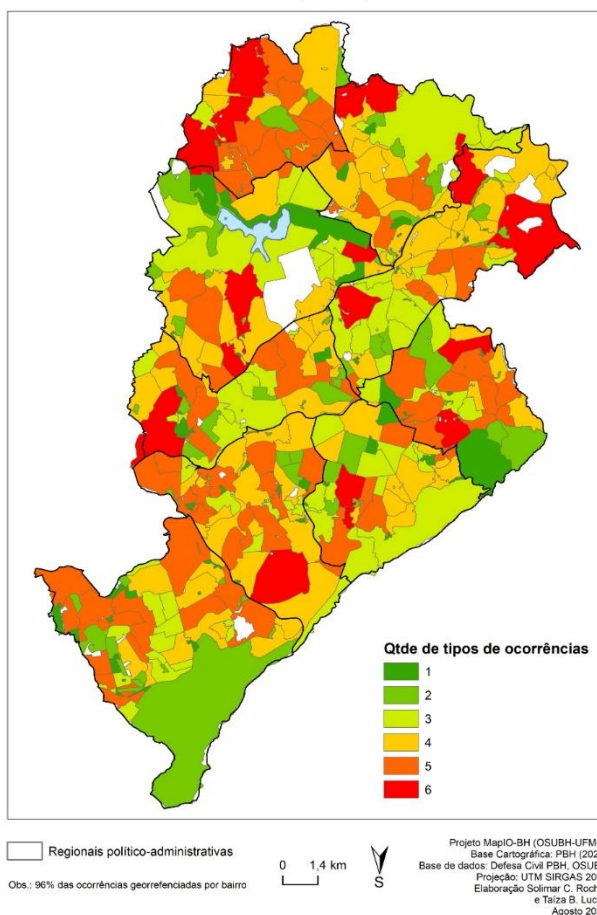 Qtde de tipos de ocorrências
1
2
3
4
5
6
Regionais político-administrativas
0 1,4 km
S
Obs.: 96% das ocorrências georreferenciadas por bairro
Projeto MapIO-BH (OSUBH-UFM
Base Cartográfica: PBH (202
Base de dados: Defesa Civil PBH, OSUB
Projeção: UTM SIRGAS 20
Elaboração Solimar C. Roch
e Taíza B. Luc
Agosto 20